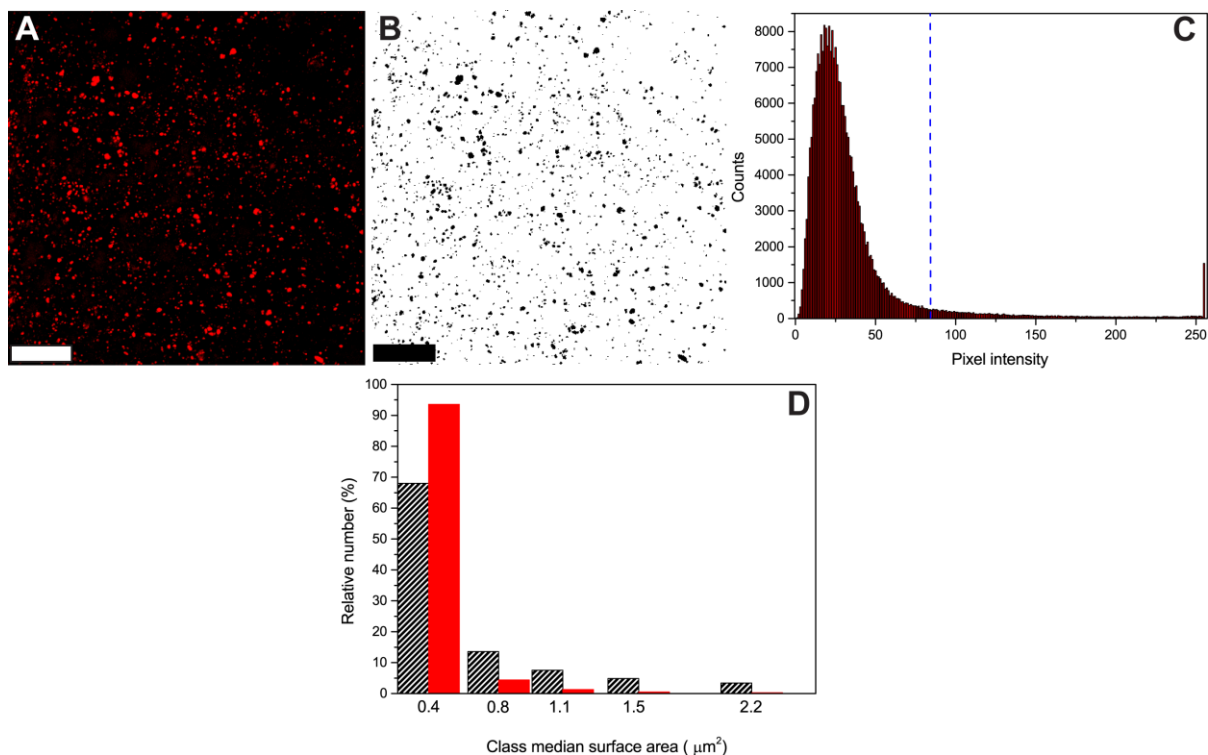 A
B
C
8000
7000
6000
5000
4000
3000
2000
1000
0
Counts
0 50 100 150 200 250
Pixel intensity
D
100
90
80
70
60
50
40
30
20
10
0
Relative number (%)
0.4 0.8 1.1 1.5 2.2
Class median surface area ( μm²)